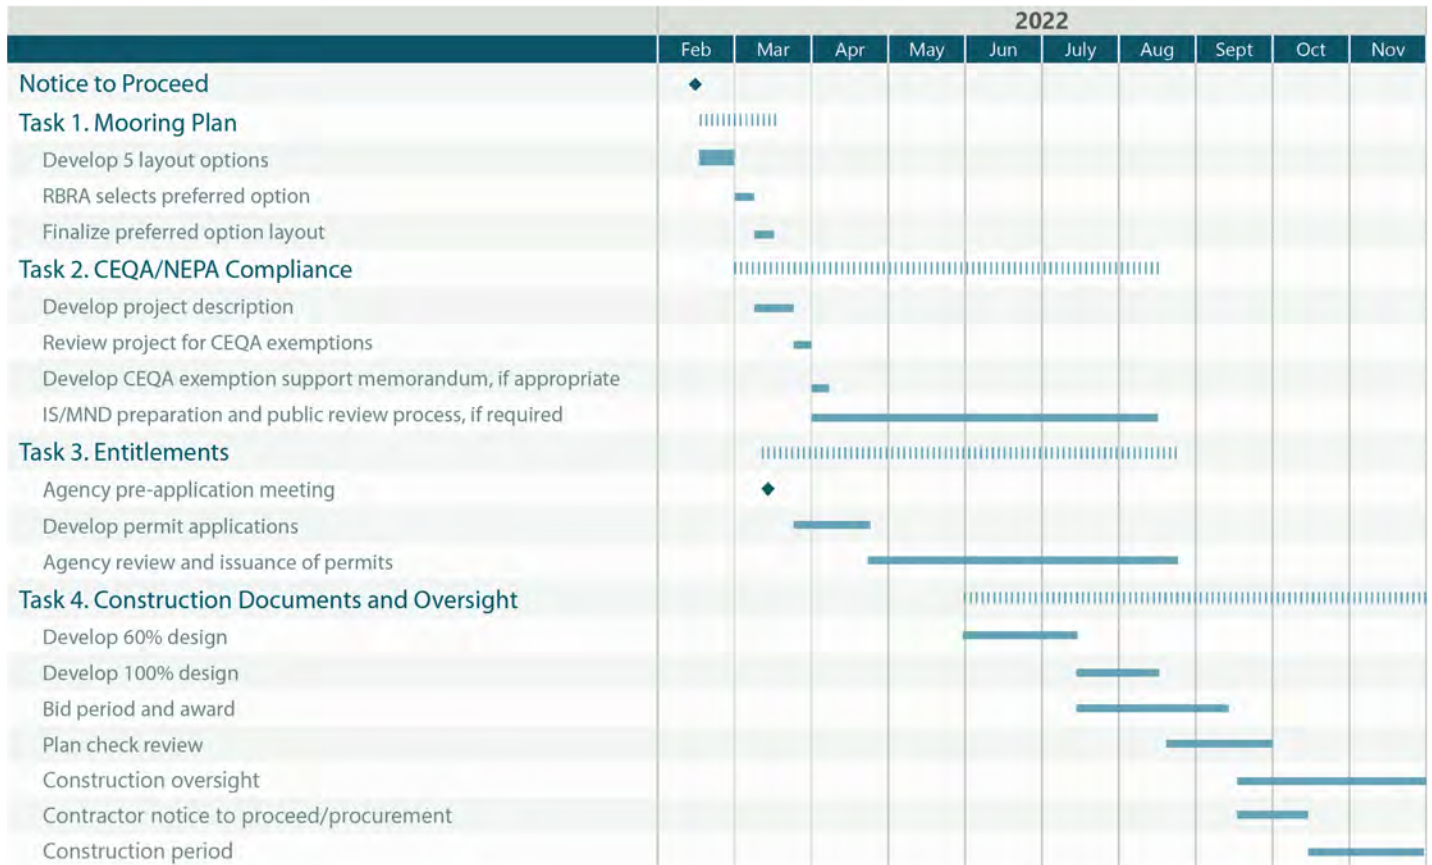 2022
Feb Mar Apr May Jun July Aug Sept Oct Nov
Notice to Proceed
Task 1. Mooring Plan
Develop 5 layout options
RBRA selects preferred option
Finalize preferred option layout
Task 2. CEQA/NEPA Compliance
Develop project description
Review project for CEQA exemptions
Develop CEQA exemption support memorandum, if appropriate
IS/MND preparation and public review process, if required
Task 3. Entitlements
Agency pre-application meeting
Develop permit applications
Agency review and issuance of permits
Task 4. Construction Documents and Oversight
Develop 60% design
Develop 100% design
Bid period and award
Plan check review
Construction oversight
Contractor notice to proceed/procurement
Construction period